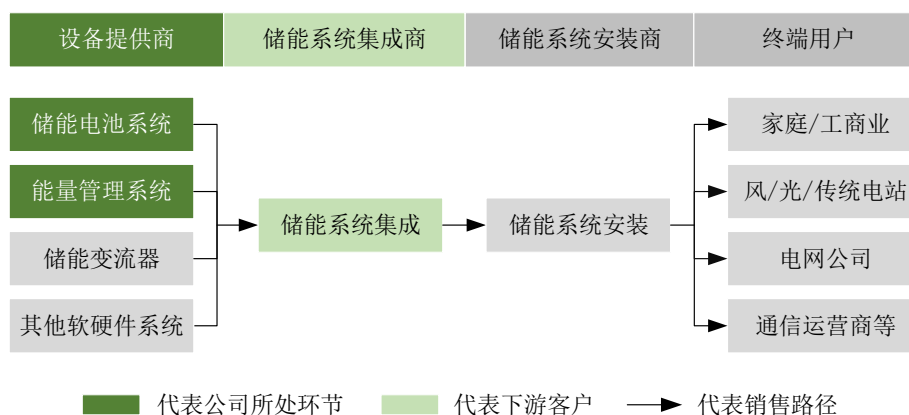 设备提供商 储能系统集成商 储能系统安装商 终端用户
储能电池系统 家庭/工商业
能量管理系统 风/光/传统电站
储能系统集成 储能系统安装
储能变流器 电网公司
其他软硬件系统 通信运营商等
代表公司所处环节 代表下游客户 代表销售路径